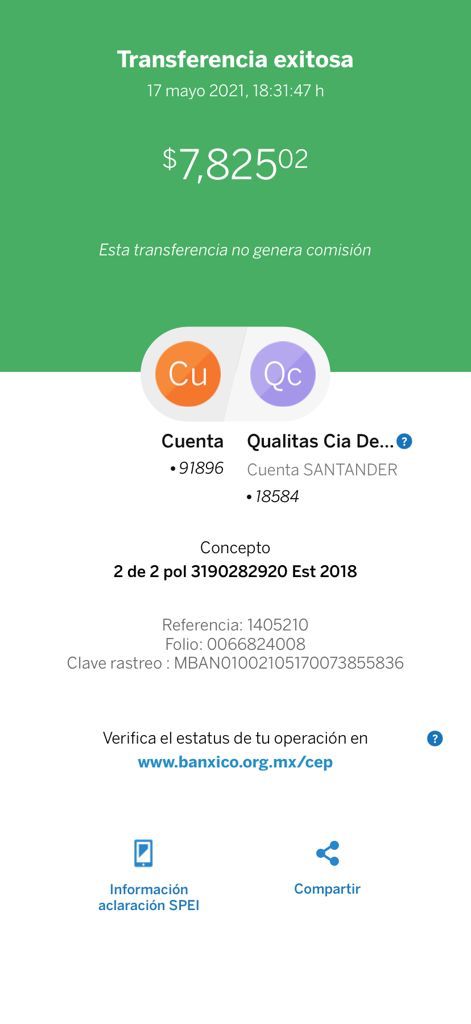 Transferencia exitosa
17 mayo 2021, 18:31:47 h
$7,825.02
Esta transferencia no genera comisión
Cu
Qc
Cuenta
•91896
Qualitas Cia De... ?
Cuenta SANTANDER
•18584
Concepto
2 de 2 pol 3190282920 Est 2018
Referencia: 1405210
Folio: 0066824008
Clave rastreo : MBAN01002105170073855836
Verifica el estatus de tu operación en ?
www.banxico.org.mx/cep
Información
aclaración SPEI
Compartir